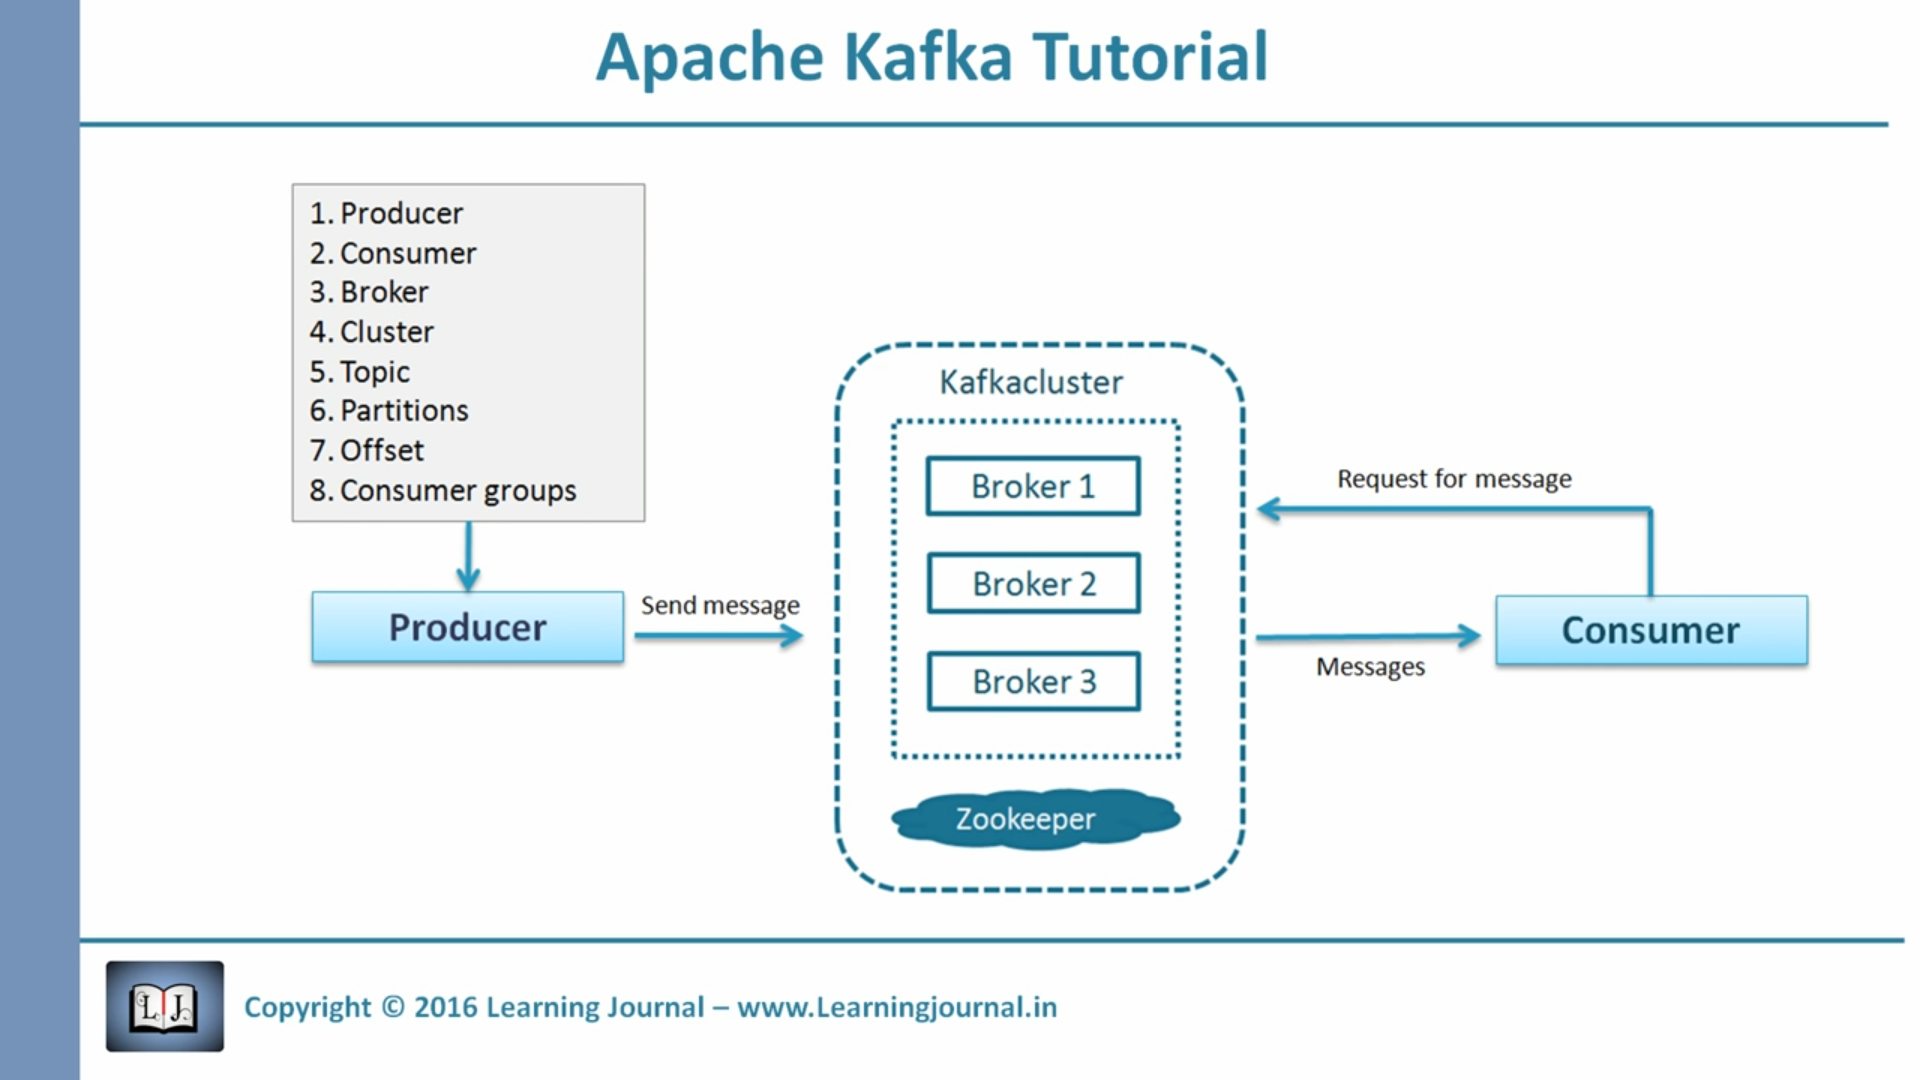 Apache Kafka Tutorial
1. Producer
2. Consumer
3. Broker
4. Cluster
5. Topic
6. Partitions
7. Offset
8. Consumer groups
Producer
Send message
Kafkacluster
Broker 1
Broker 2
Broker 3
Zookeeper
Request for message
Messages
Consumer
L J
Copyright © 2016 Learning Journal – www.Learningjournal.in